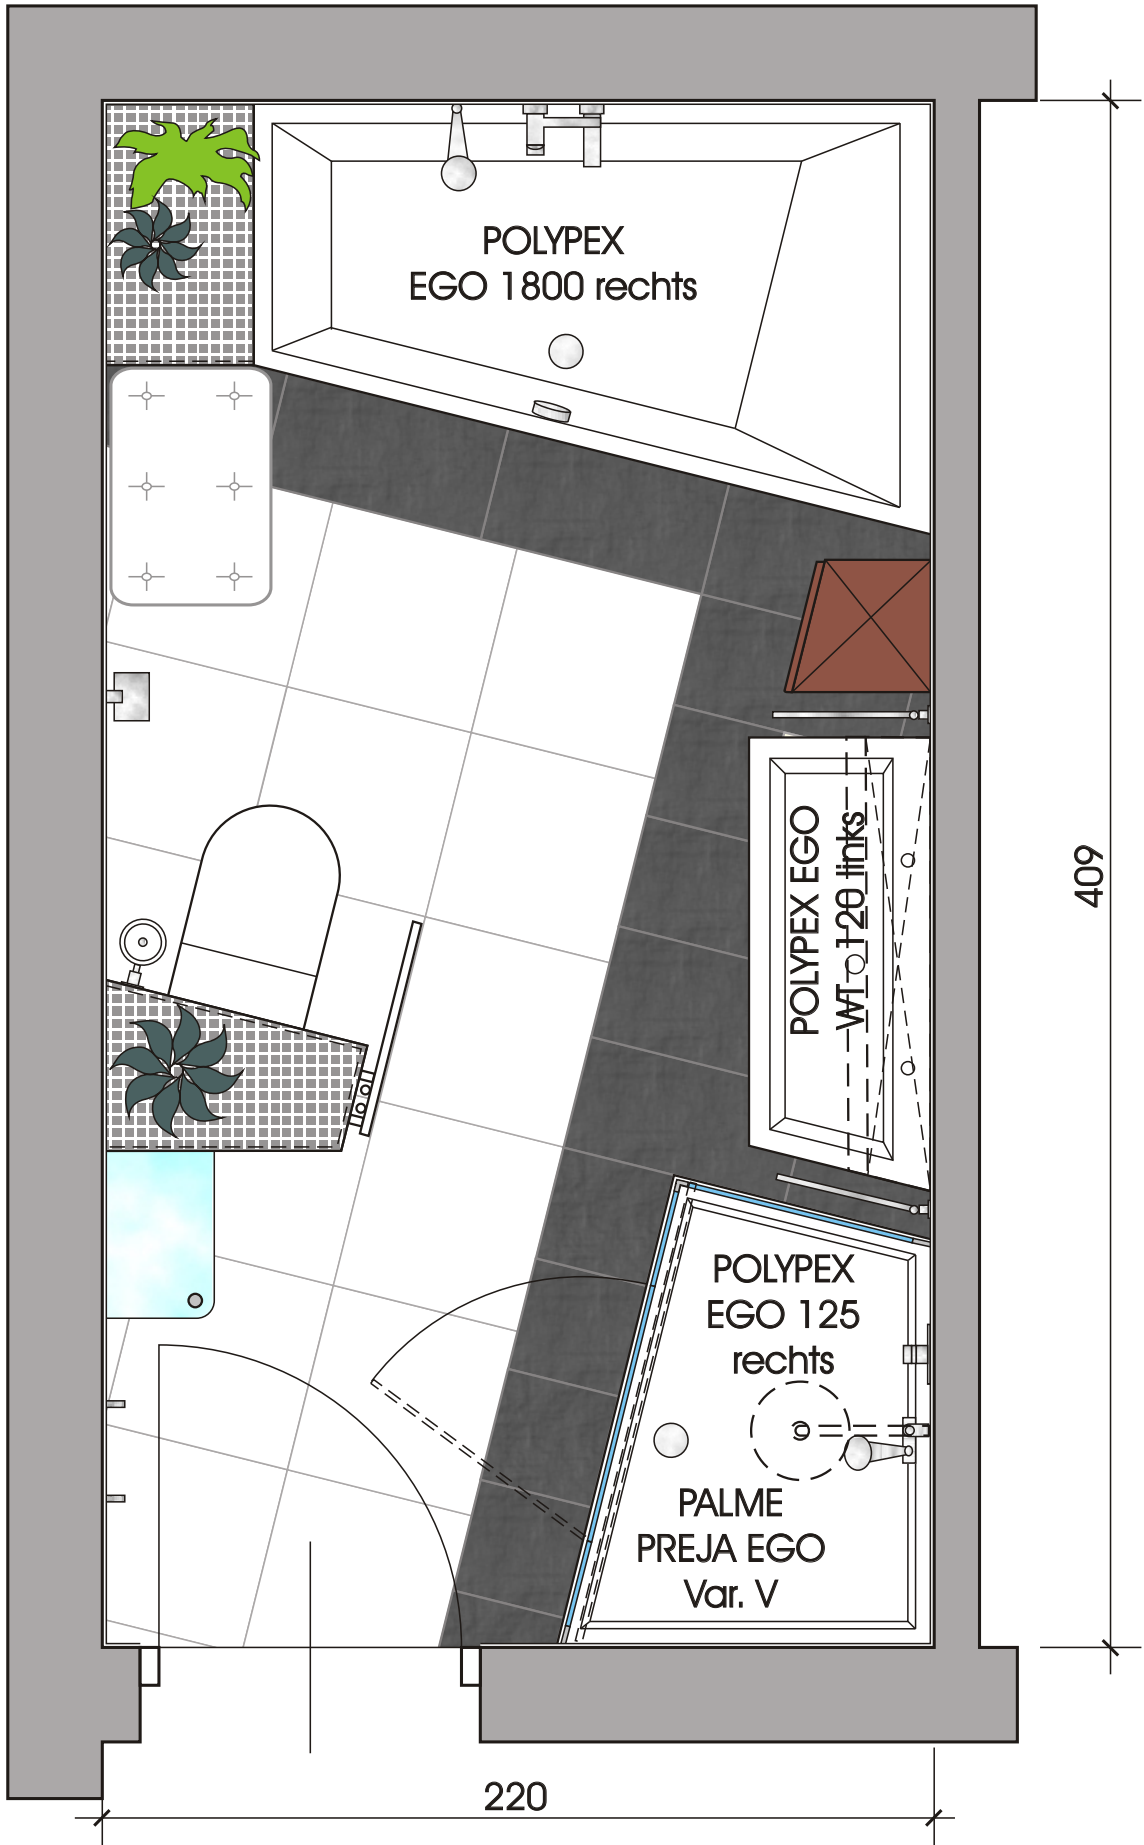 POLYPEX
EGO 1800 rechts
POLYPEX EGO
WT 120 links
409
POLYPEX
EGO 125
rechts
PALME
PREJA EGO
Var. V
220